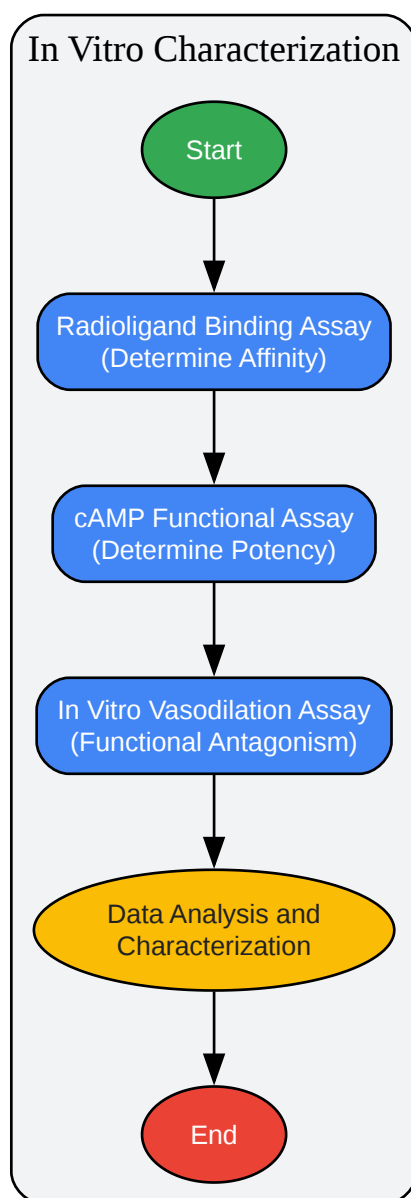 In Vitro Characterization
Start
Radioligand Binding Assay
(Determine Affinity)
cAMP Functional Assay
(Determine Potency)
In Vitro Vasodilation Assay
(Functional Antagonism)
Data Analysis and
Characterization
End